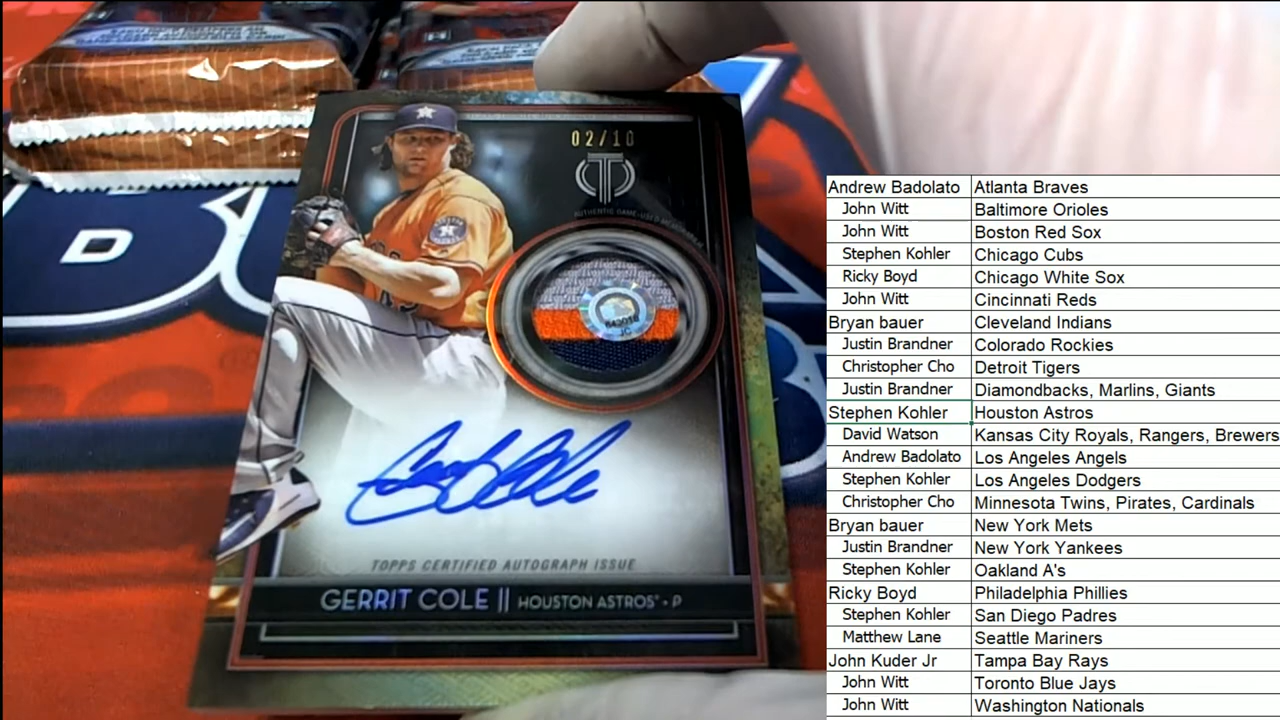 02/10
AUTHENTIC GAME-USED MEMORABILIA
JC
TOPPS CERTIFIED AUTOGRAPH ISSUE
GERRIT COLE || HOUSTON ASTROS • P
D
Andrew Badolato Atlanta Braves
John Witt Baltimore Orioles
John Witt Boston Red Sox
Stephen Kohler Chicago Cubs
Ricky Boyd Chicago White Sox
John Witt Cincinnati Reds
Bryan bauer Cleveland Indians
Justin Brandner Colorado Rockies
Christopher Cho Detroit Tigers
Justin Brandner Diamondbacks, Marlins, Giants
Stephen Kohler Houston Astros
David Watson Kansas City Royals, Rangers, Brewers
Andrew Badolato Los Angeles Angels
Stephen Kohler Los Angeles Dodgers
Christopher Cho Minnesota Twins, Pirates, Cardinals
Bryan bauer New York Mets
Justin Brandner New York Yankees
Stephen Kohler Oakland A's
Ricky Boyd Philadelphia Phillies
Stephen Kohler San Diego Padres
Matthew Lane Seattle Mariners
John Kuder Jr Tampa Bay Rays
John Witt Toronto Blue Jays
John Witt Washington Nationals